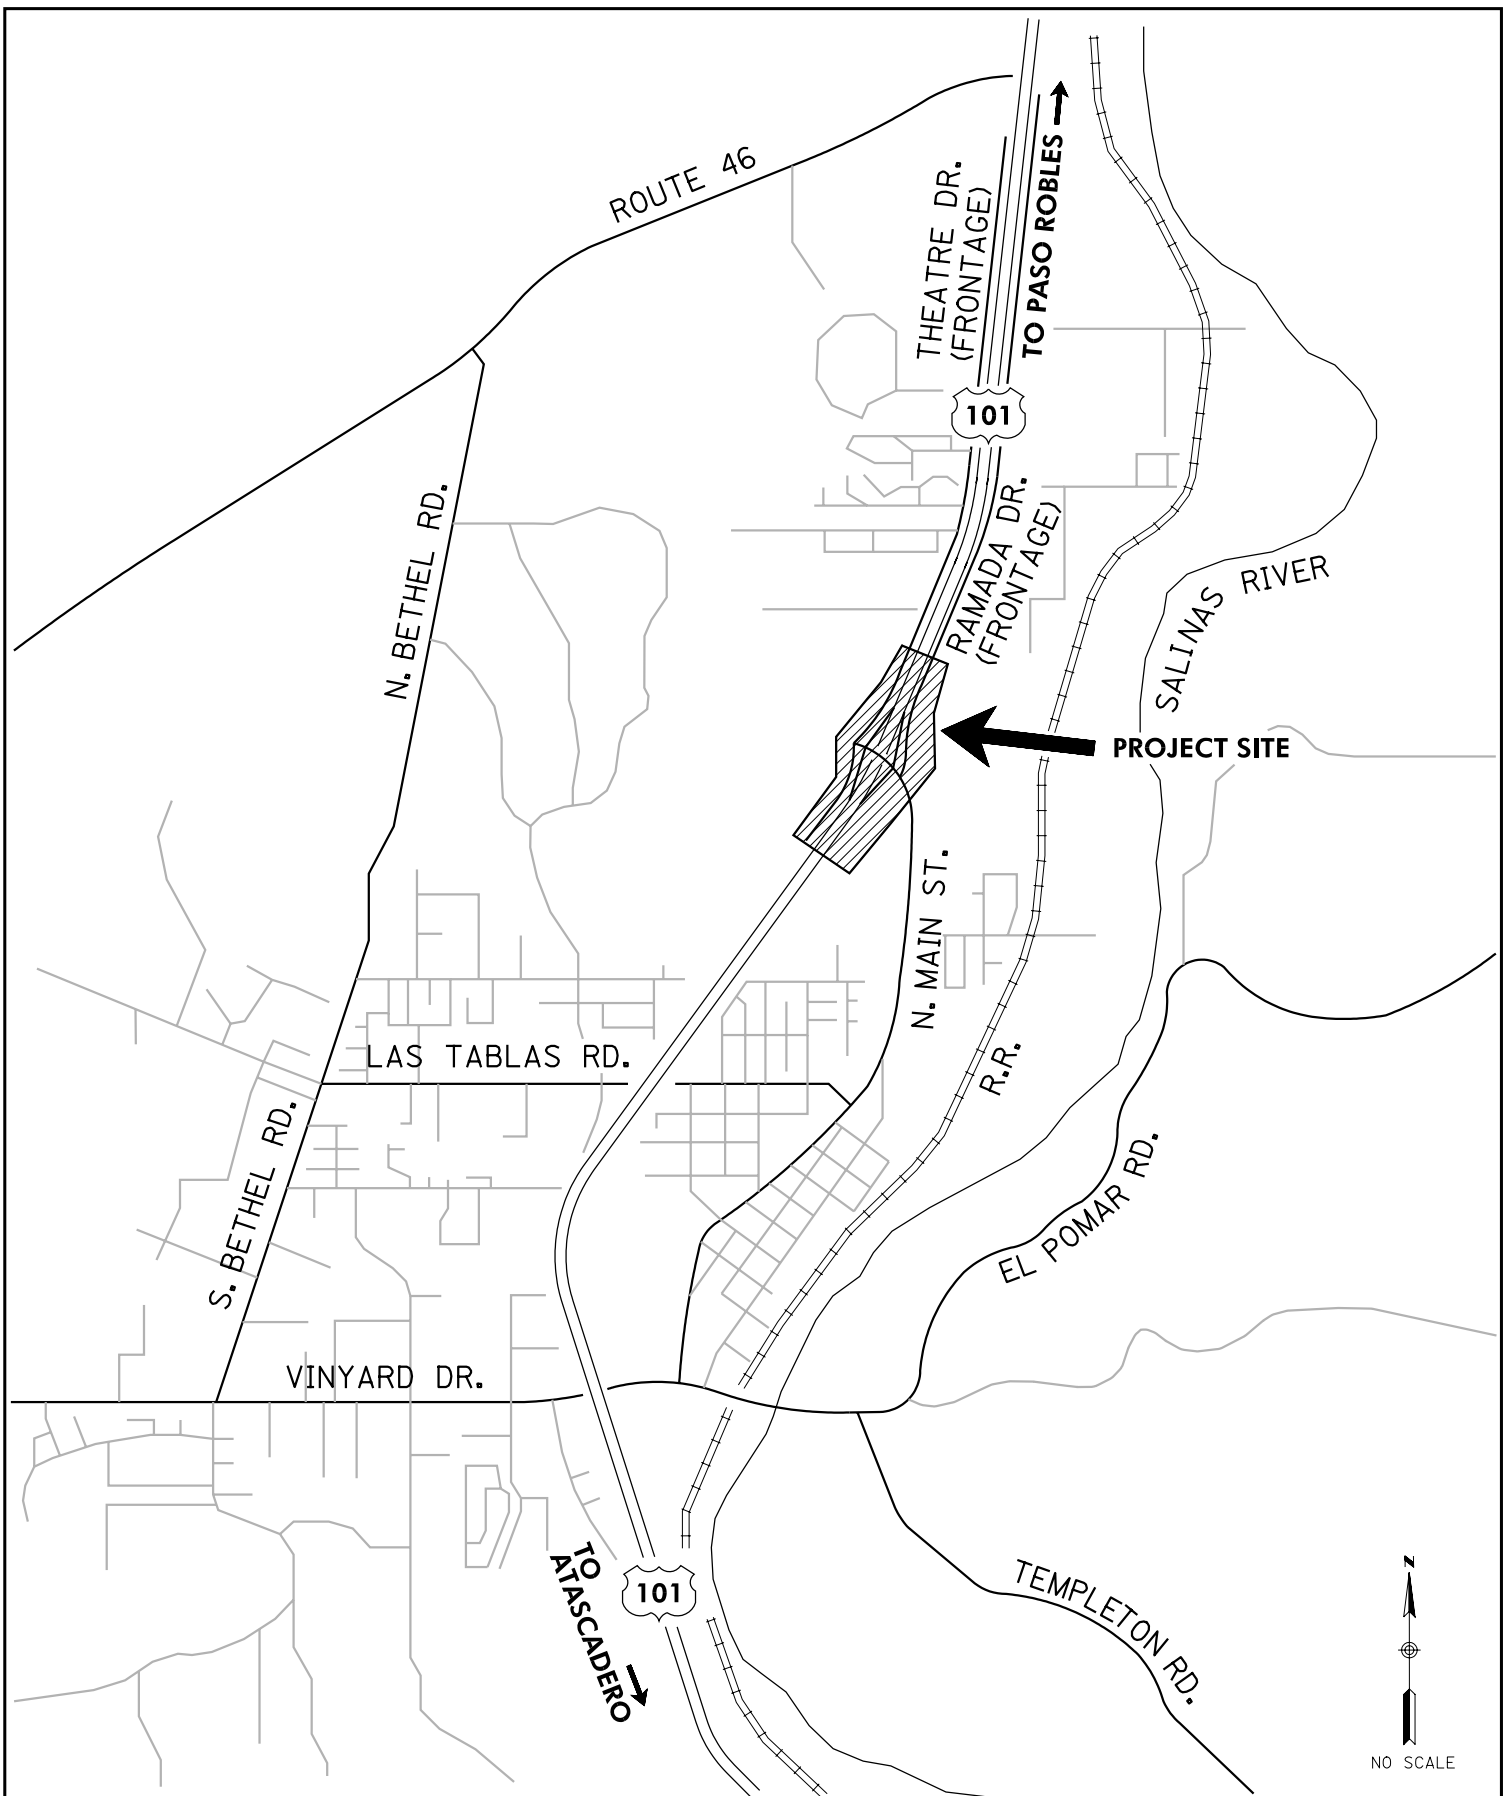 ROUTE 46
THEATRE DR.
(FRONTAGE)
TO PASO ROBLES
101
N. BETHEL RD.
RAMADA DR.
(FRONTAGE)
SALINAS RIVER
PROJECT SITE
N. MAIN ST.
LAS TABLAS RD.
R.R.
S. BETHEL RD.
EL POMAR RD.
VINYARD DR.
TO
ATASCADERO
101
TEMPLETON RD.
N
NO SCALE